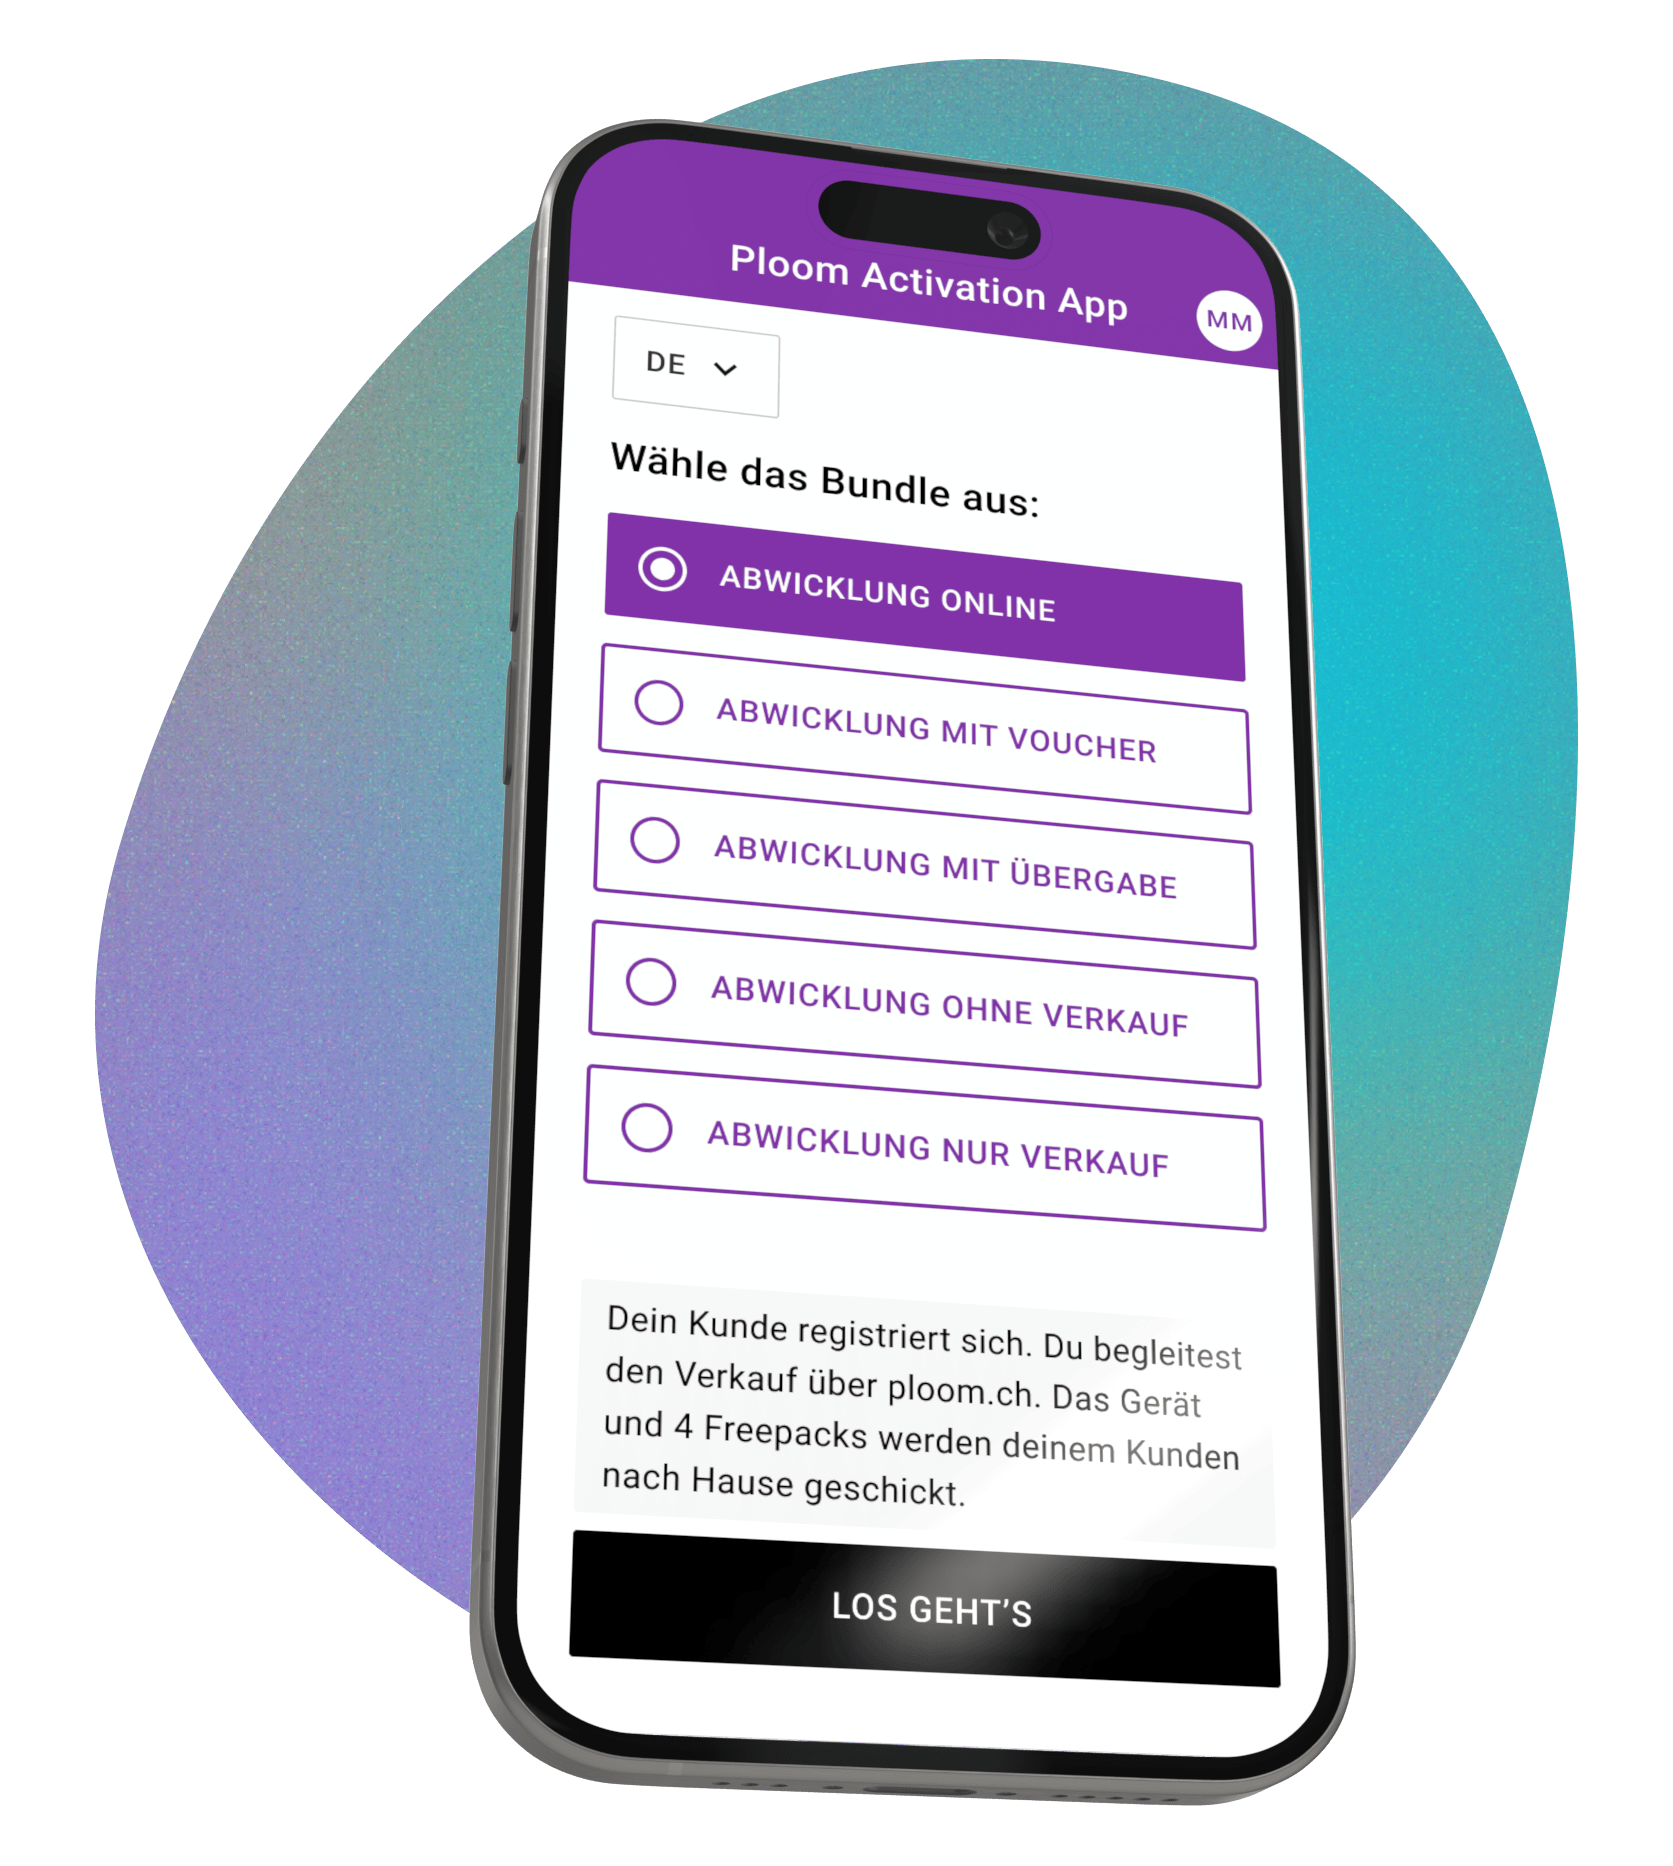 Ploom Activation App
MM
DE
Wähle das Bundle aus:
ABWICKLUNG ONLINE
ABWICKLUNG MIT VOUCHER
ABWICKLUNG MIT ÜBERGABE
ABWICKLUNG OHNE VERKAUF
ABWICKLUNG NUR VERKAUF
Dein Kunde registriert sich. Du begleitest
den Verkauf über ploom.ch. Das Gerät
und 4 Freepacks werden deinem Kunden
nach Hause geschickt.
LOS GEHT’S